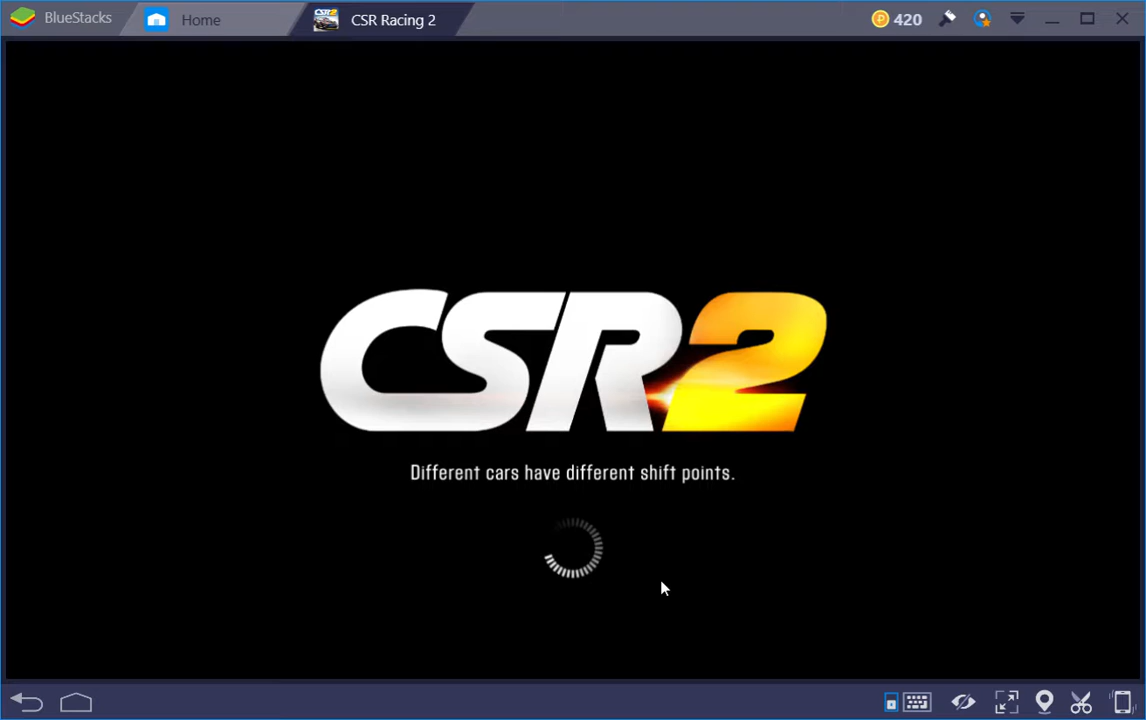 BlueStacks
Home
CSR Racing 2
P 420
CSR2
Different cars have different shift points.